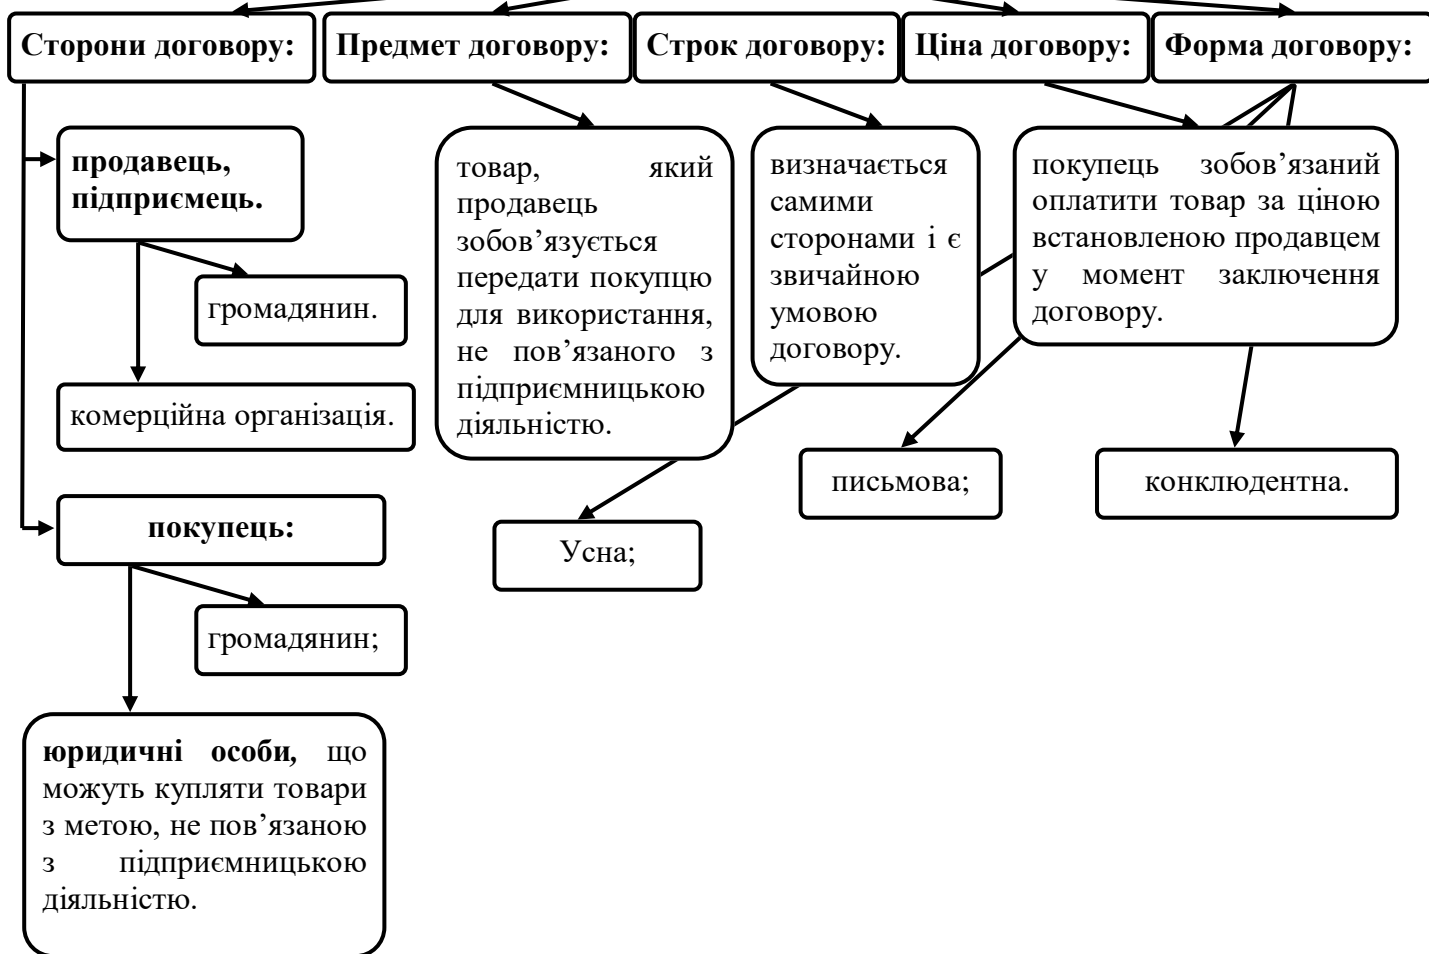 Сторони договору:
Предмет договору:
Строк договору:
Ціна договору:
Форма договору:
продавець,
підприємець.
громадянин.
комерційна організація.
покупець:
громадянин;
юридичні особи, що
можуть купляти товари
з метою, не пов’язаною
з підприємницькою
діяльністю.
товар, який
продавець
зобов’язується
передати покупцю
для використання,
не пов’язаного з
підприємницькою
діяльністю.
визначається
самими
сторонами і є
звичайною
умовою
договору.
покупець зобов’язаний
оплатити товар за ціною
встановленою продавцем
у момент заключення
договору.
Усна;
письмова;
конклюдентна.